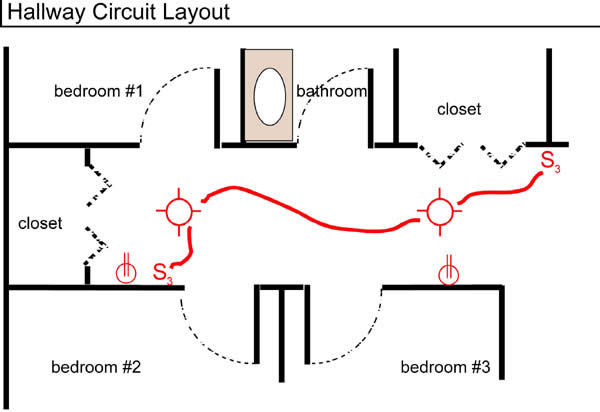 Hallway Circuit Layout
bedroom #1
bathroom
closet
S3
closet
S3
bedroom #2
bedroom #3